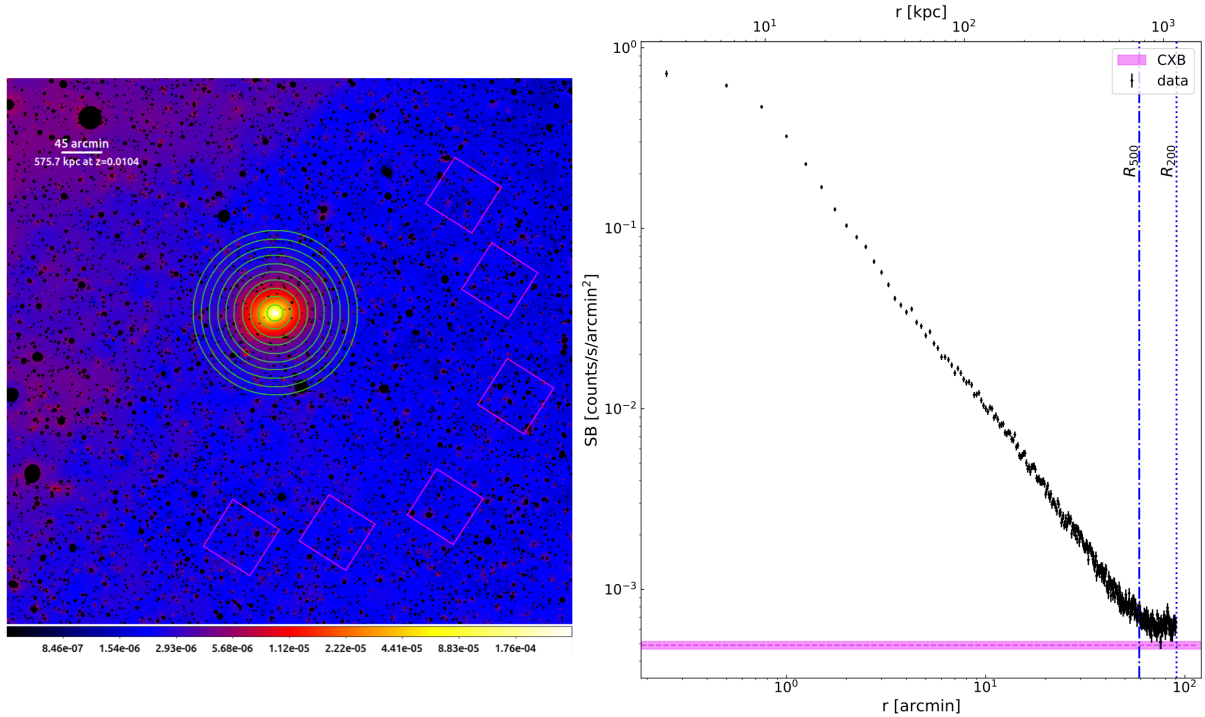 45 arcmin
575.7 kpc at z=0.0104
8.46e-07 1.54e-06 2.93e-06 5.68e-06 1.12e-05 2.22e-05 4.41e-05 8.83e-05 1.76e-04
r [kpc]
10¹ 10² 10³
10⁰
10⁻¹
10⁻²
10⁻³
SB [counts/s/arcmin²]
CXB
data
R₅₀₀
R₂₀₀
10⁰ 10¹ 10²
r [arcmin]